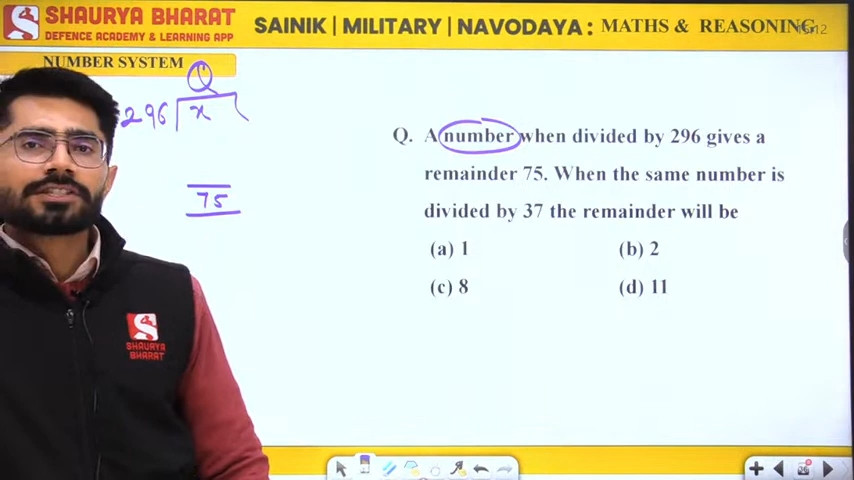 SHAURYA BHARAT
DEFENCE ACADEMY & LEARNING APP
SAINIK | MILITARY | NAVODAYA : MATHS & REASONING
NUMBER SYSTEM
Q
296 x
75
Q. A number when divided by 296 gives a
remainder 75. When the same number is
divided by 37 the remainder will be
(a) 1 (b) 2
(c) 8 (d) 11
SHAURYA
BHARAT